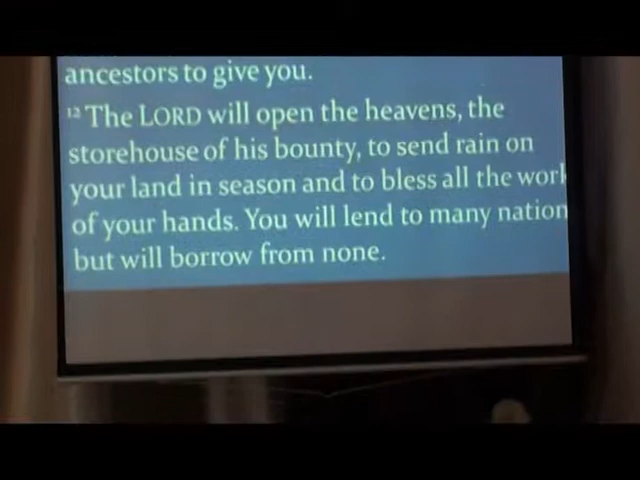 ancestors to give you.
12 The LORD will open the heavens, the
storehouse of his bounty, to send rain on
your land in season and to bless all the work
of your hands. You will lend to many nation
but will borrow from none.